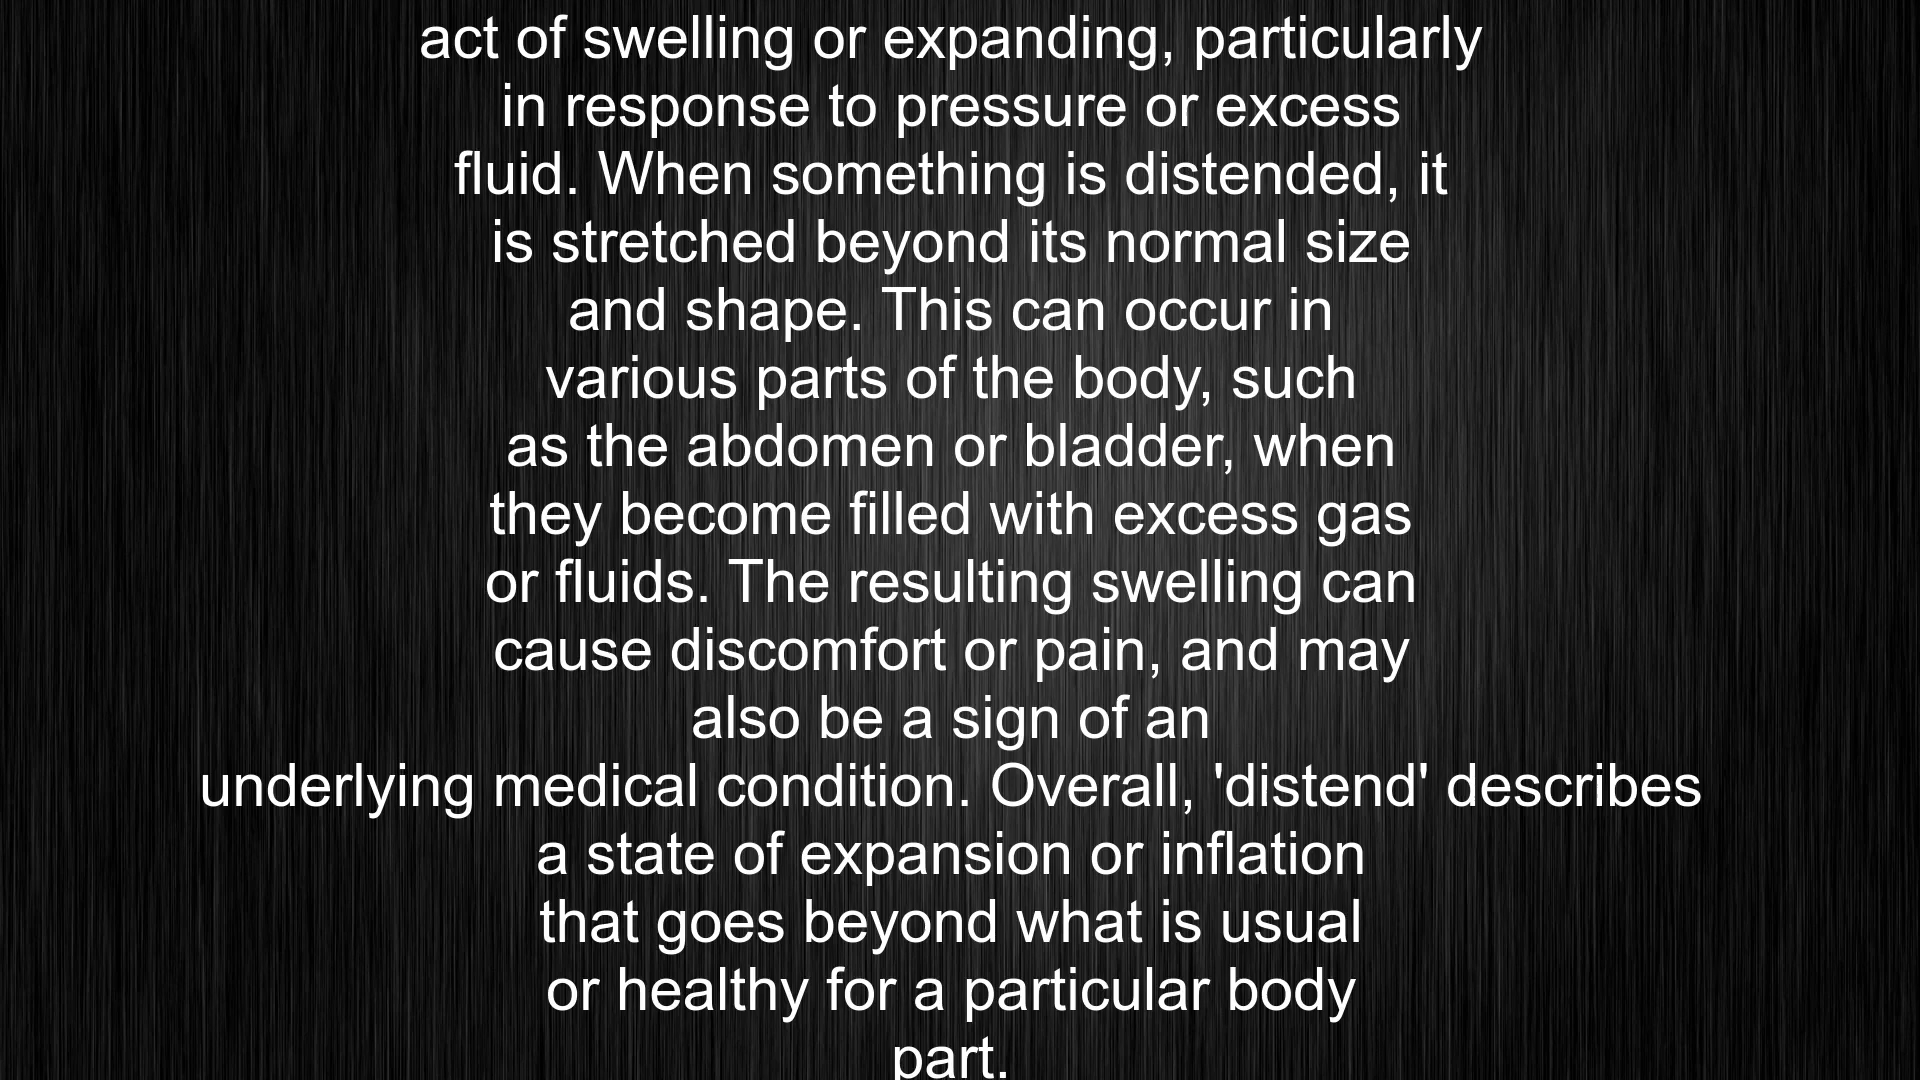 act of swelling or expanding, particularly
in response to pressure or excess
fluid. When something is distended, it
is stretched beyond its normal size
and shape. This can occur in
various parts of the body, such
as the abdomen or bladder, when
they become filled with excess gas
or fluids. The resulting swelling can
cause discomfort or pain, and may
also be a sign of an
underlying medical condition. Overall, 'distend' describes
a state of expansion or inflation
that goes beyond what is usual
or healthy for a particular body
part.